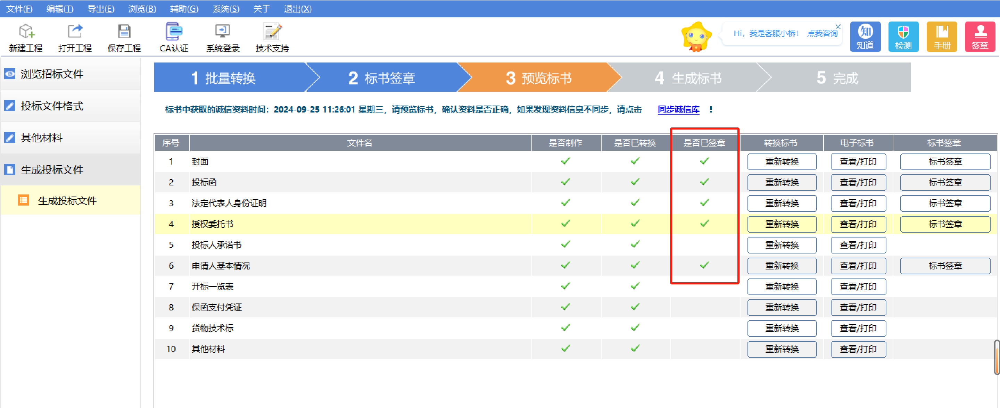 文件(F) 编辑(T) 导出(E) 浏览(B) 辅助(G) 系统(S) 关于 退出(X)
新建工程 打开工程 保存工程 CA认证 系统登录 技术支持
Hi，我是客服小桥！ 点我咨询
知 知道 检测 手册 签章
浏览招标文件
投标文件格式
其他材料
生成投标文件
生成投标文件
1 批量转换 2 标书签章 3 预览标书 4 生成标书 5 完成
标书中获取的诚信资料时间：2024-09-25 11:26:01 星期三，请预览标书，确认资料是否正确，如果发现资料信息不同步，请点击 同步诚信库 ！
序号 文件名 是否制作 是否已转换 是否已签章 转换标书 电子标书 标书签章
1 封面 重新转换 查看/打印 标书签章
2 投标函 重新转换 查看/打印 标书签章
3 法定代表人身份证明 重新转换 查看/打印 标书签章
4 授权委托书 重新转换 查看/打印 标书签章
5 投标人承诺书 重新转换 查看/打印
6 申请人基本情况 重新转换 查看/打印 标书签章
7 开标一览表 重新转换 查看/打印
8 保函支付凭证 重新转换 查看/打印
9 货物技术标 重新转换 查看/打印
10 其他材料 重新转换 查看/打印